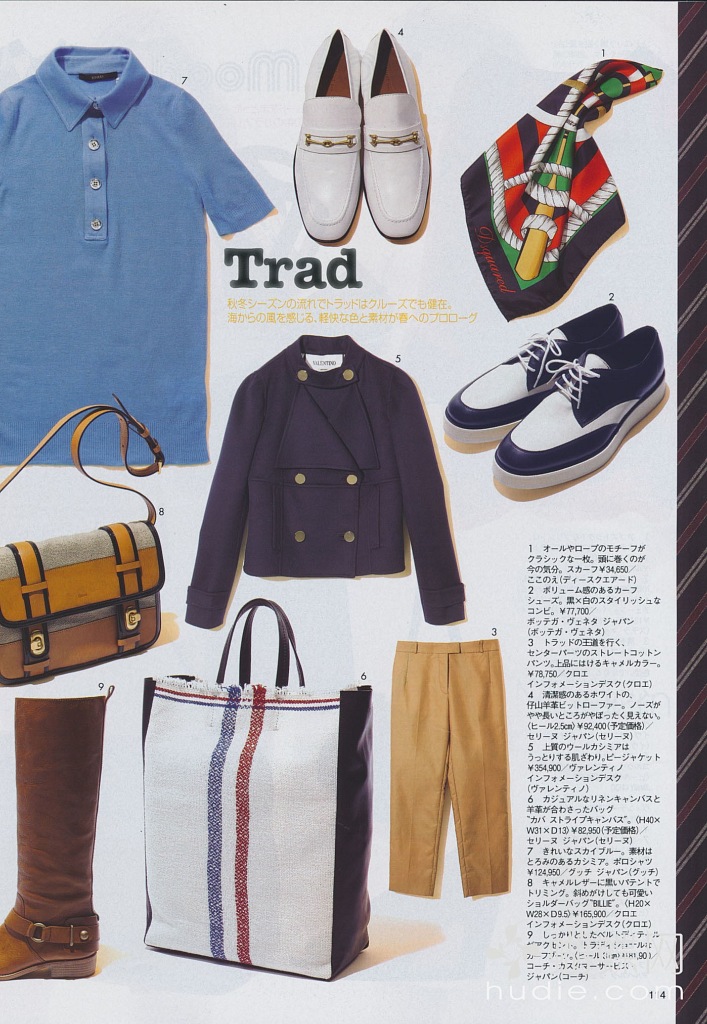 7
4
1
Dsquared
Trad
秋冬シーズンの流れでトラッドはクルーズでも健在。
海からの風を感じる、軽快な色と素材が春へのプロローグ
2
VALENTINO
5
8
3
6
9
1 オールやロープのモチーフが
クラシックな一枚。頭に巻くのが
今の気分。スカーフ¥34,650／
ここのえ(ディースクエアード)
2 ボリューム感のあるカーフ
シューズ。黒×白のスタイリッシュな
コンビ。¥77,700／
ボッテガ・ヴェネタ ジャパン
(ボッテガ・ヴェネタ)
3 トラッドの王道を行く、
センターパーツのストレートコットン
パンツ。上品にはけるキャメルカラー。
¥78,750／クロエ
インフォメーションデスク(クロエ)
4 清潔感のあるホワイトの、
仔山羊革ビットローファー。ノーズが
やや長いところがやぼったく見えない。
〈ヒール2.5cm〉¥92,400(予定価格)／
セリーヌ ジャパン(セリーヌ)
5 上質のウールカシミアは
うっとりする肌ざわり。ピージャケット
¥354,900／ヴァレンティノ
インフォメーションデスク
(ヴァレンティノ)
6 カジュアルなリネンキャンバスと
羊革が合わさったバッグ
"カバ ストライプキャンバス"。〈H40×
W31×D13〉¥82,950(予定価格)／
セリーヌ ジャパン(セリーヌ)
7 きれいなスカイブルー。素材は
とろみのあるカシミア。ポロシャツ
¥124,950／グッチ ジャパン(グッチ)
8 キャメルレザーに黒いパテントで
トリミング。斜めがけしても可愛い
ショルダーバッグ"BILLIE"。〈H20×
W28×D9.5〉¥165,900／クロエ
インフォメーションデスク(クロエ)
9 しっかりとしたベルトディテール
がアクセント。トラディショナルな
コーチ・カスタマーサービス・
ジャパン(コーチ)
114
hudie.com